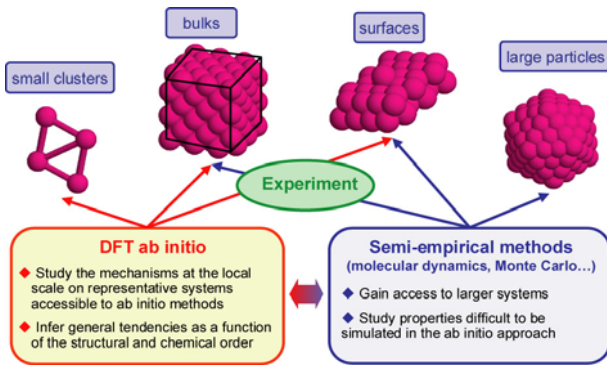 bulks
surfaces
small clusters
large particles
Experiment
DFT ab initio
◆ Study the mechanisms at the local
scale on representative systems
accessible to ab initio methods
◆ Infer general tendencies as a function
of the structural and chemical order
Semi-empirical methods
(molecular dynamics, Monte Carlo...)
◆ Gain access to larger systems
◆ Study properties difficult to be
simulated in the ab initio approach